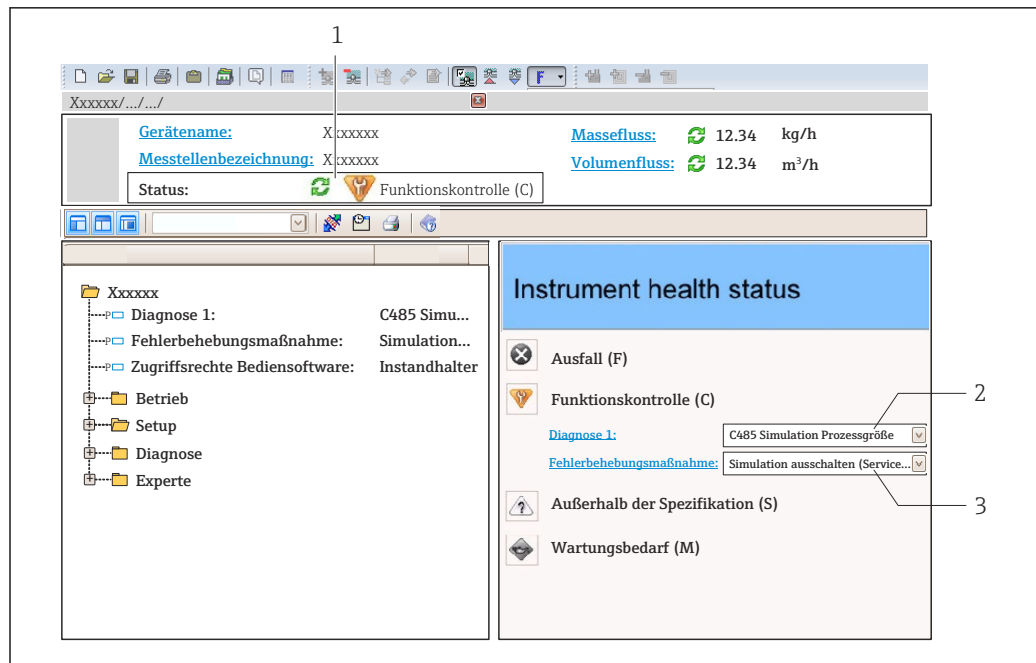 1
F
Xxxxxx/.../.../
Gerätename: Xxxxxxx Massefluss: 12.34 kg/h
Messtellenbezeichnung: Xxxxxxx Volumenfluss: 12.34 m³/h
Status: Funktionskontrolle (C)
Xxxxxx
P Diagnose 1: C485 Simu...
P Fehlerbehebungsmaßnahme: Simulation...
P Zugriffsrechte Bediensoftware: Instandhalter
Betrieb
Setup
Diagnose
Experte
Instrument health status
Ausfall (F)
Funktionskontrolle (C)
Diagnose 1: C485 Simulation Prozessgröße
2
Fehlerbehebungsmaßnahme: Simulation ausschalten (Service...
3
Außerhalb der Spezifikation (S)
Wartungsbedarf (M)